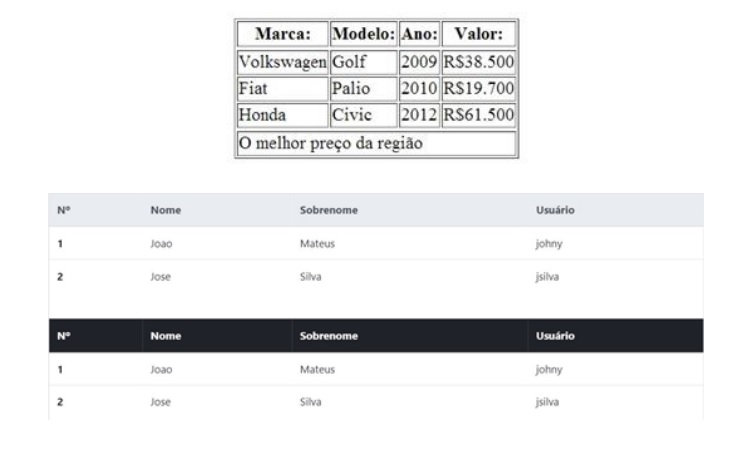 Marca: Modelo: Ano: Valor:
Volkswagen Golf 2009 R$38.500
Fiat Palio 2010 R$19.700
Honda Civic 2012 R$61.500
O melhor preço da região
Nº Nome Sobrenome Usuário
1 Joao Mateus johny
2 Jose Silva jsilva
Nº Nome Sobrenome Usuário
1 Joao Mateus johny
2 Jose Silva jsilva